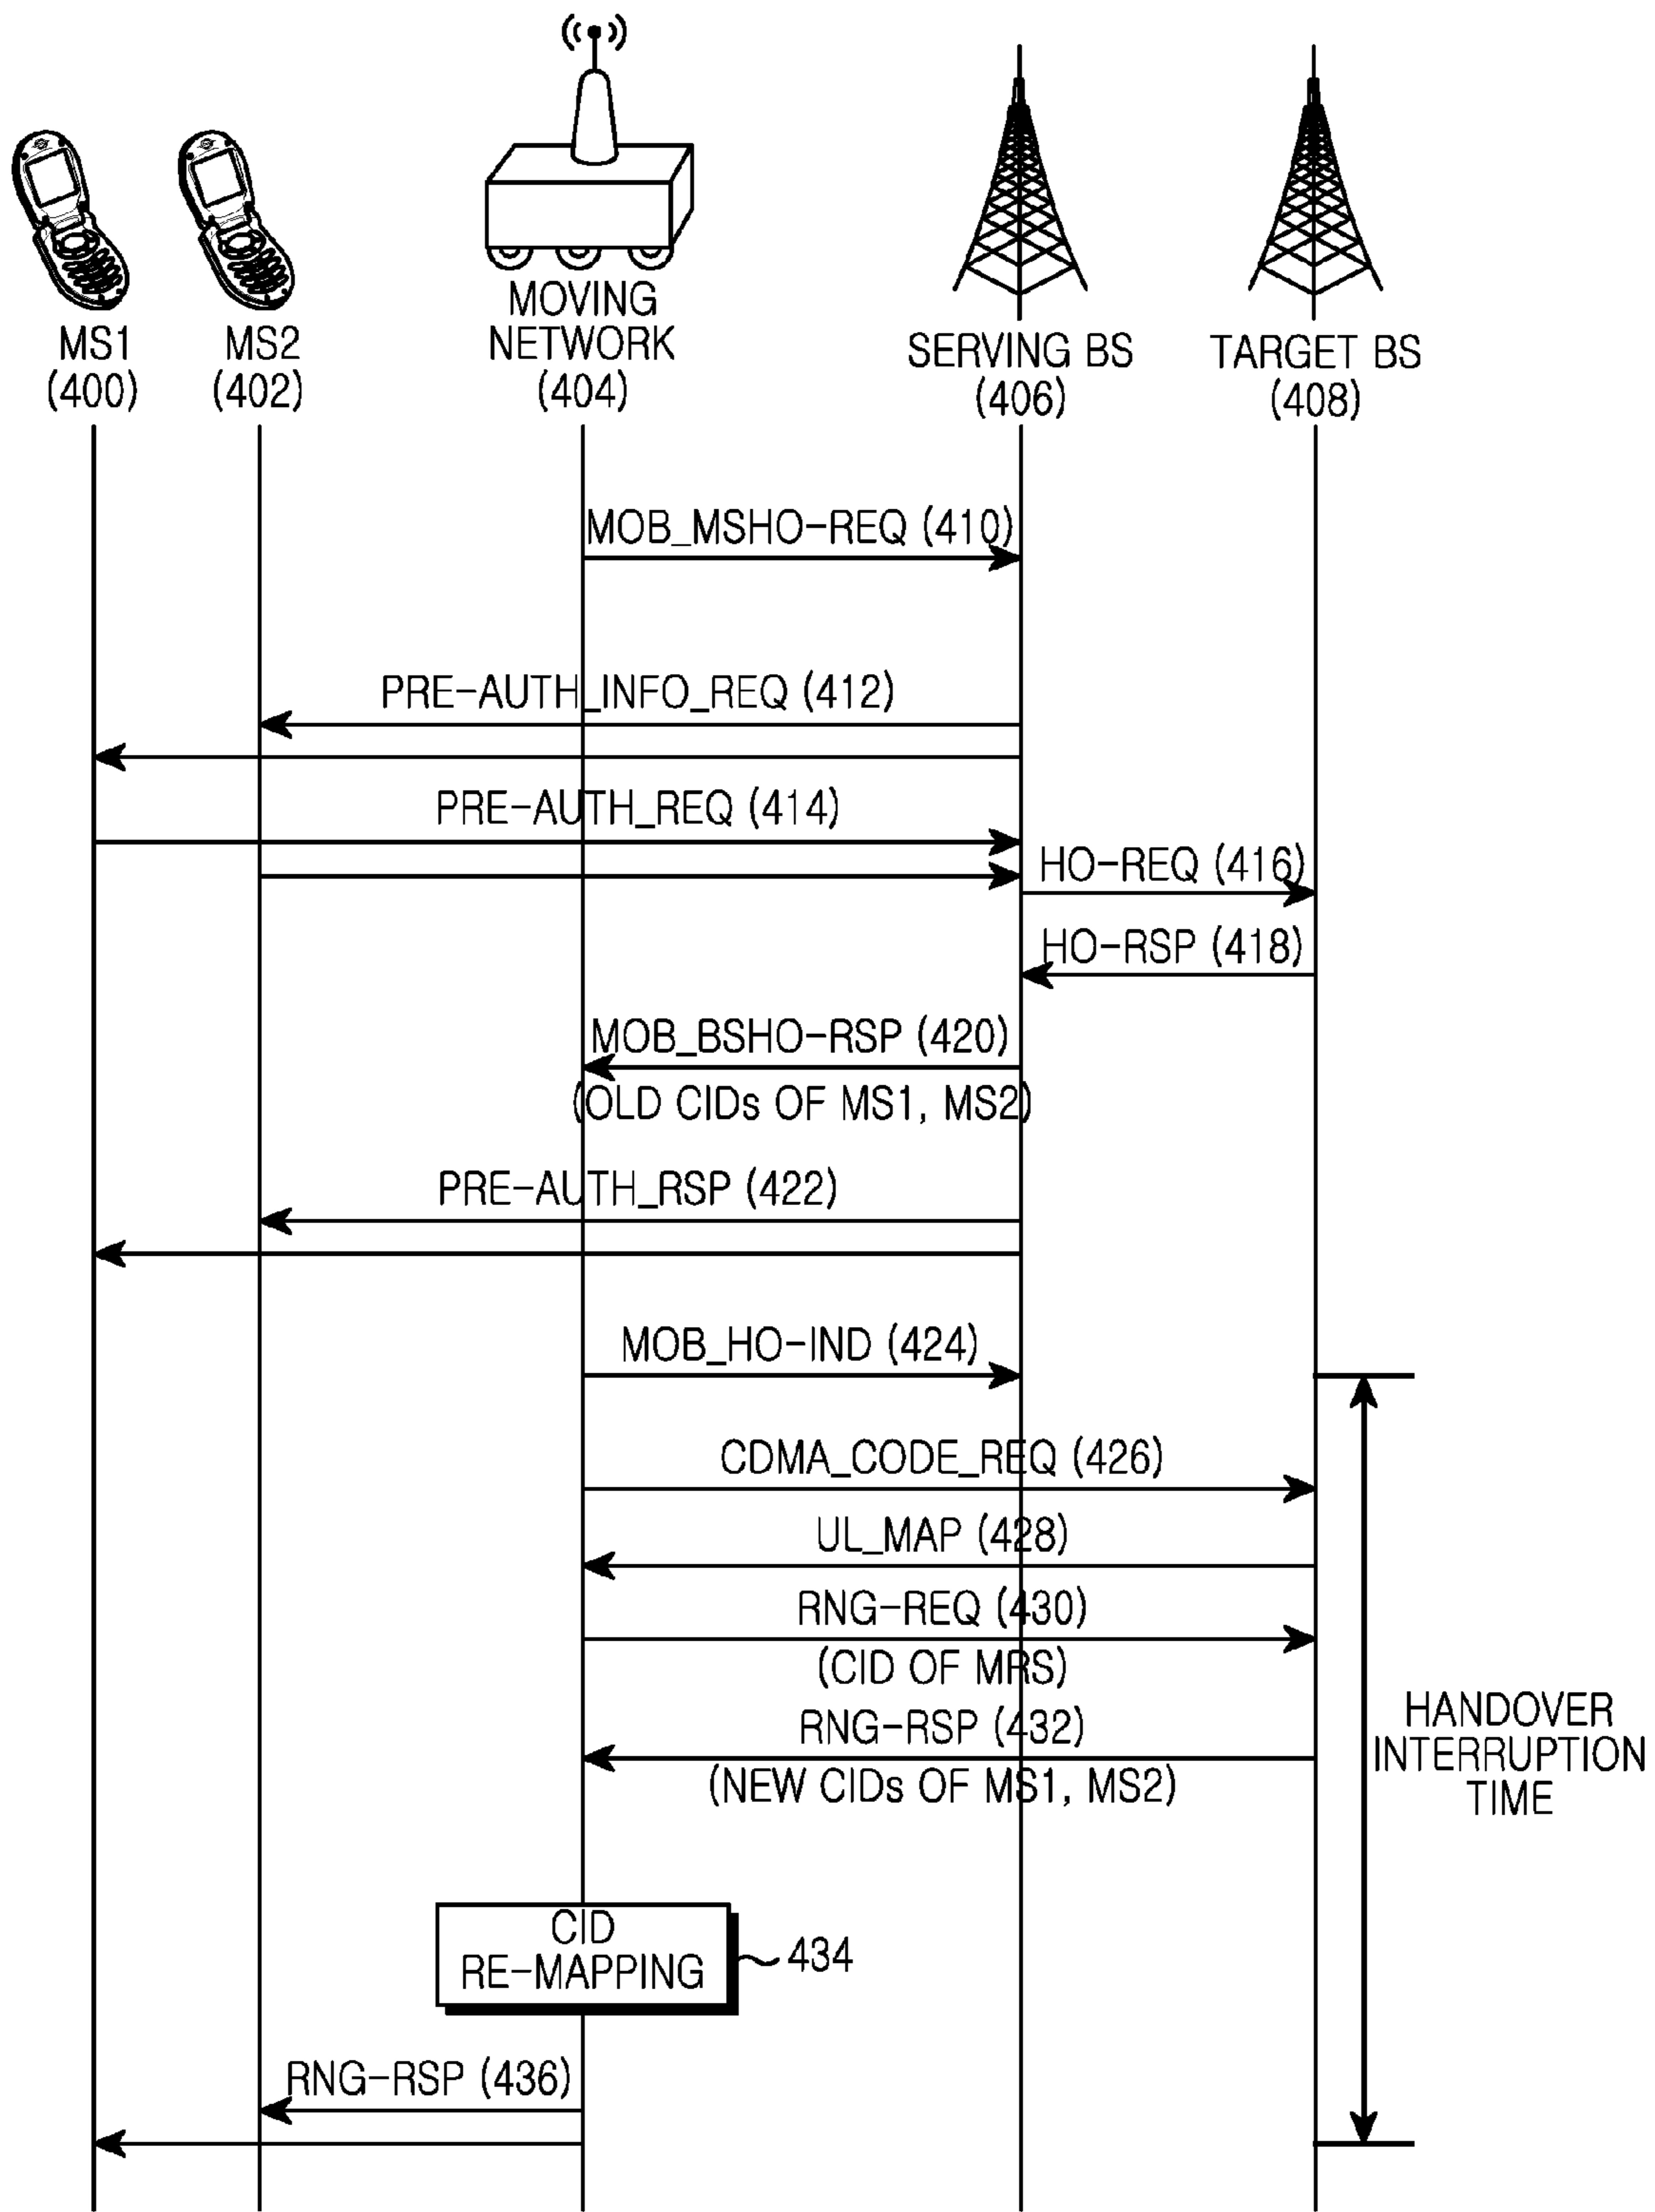 MS1
(400)
MS2
(402)
MOVING
NETWORK
(404)
SERVING BS
(406)
TARGET BS
(408)
MOB_MSHO-REQ (410)
PRE-AUTH_INFO_REQ (412)
PRE-AUTH_REQ (414)
HO-REQ (416)
HO-RSP (418)
MOB_BSHO-RSP (420)
(OLD CIDs OF MS1, MS2)
PRE-AUTH_RSP (422)
MOB_HO-IND (424)
CDMA_CODE_REQ (426)
UL_MAP (428)
RNG-REQ (430)
(CID OF MRS)
RNG-RSP (432)
(NEW CIDs OF MS1, MS2)
HANDOVER
INTERRUPTION
TIME
CID
RE-MAPPING
434
RNG-RSP (436)